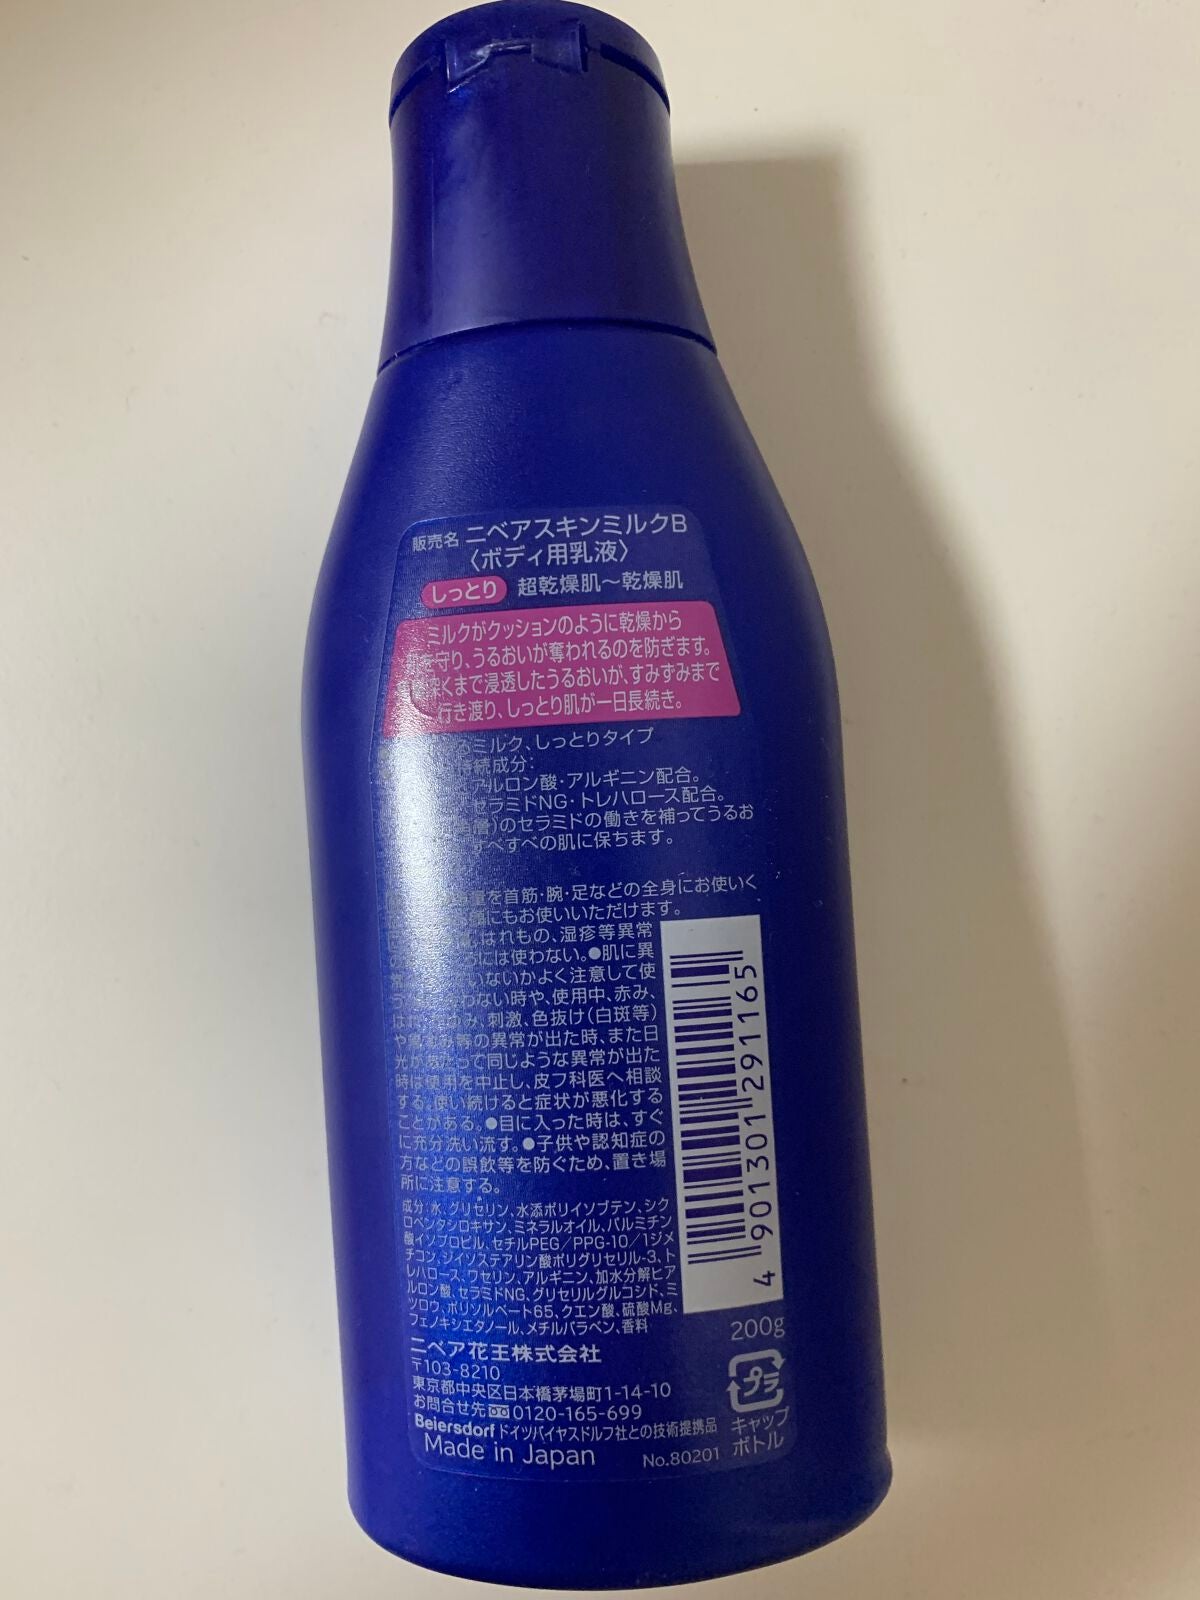 販売名 ニベアスキンミルクB
〈ボディ用乳液〉
しっとり 超乾燥肌〜乾燥肌
ミルクがクッションのように乾燥から
を守り、うるおいが奪われるのを防ぎます。
深くまで浸透したうるおいが、すみずみまで
行き渡り、しっとり肌が一日長続き。
るミルク、しっとりタイプ
持続成分:
アルロン酸・アルギニン配合。
セラミドNG・トレハロース配合。
のセラミドの働きを補ってうるお
すべすべの肌に保ちます。
量を首筋・腕・足などの全身にお使いく
にもお使いいただけます。
はれもの、湿疹等異常
には使わない。●肌に異
いないかよく注意して使
わない時や、使用中、赤み、
はれ、かゆみ、刺激、色抜け(白斑等)
や黒ずみ等の異常が出た時、また日
光があたって同じような異常が出た
時は使用を中止し、皮フ科医へ相談
する。使い続けると症状が悪化する
ことがある。●目に入った時は、すぐ
に充分洗い流す。●子供や認知症の
方などの誤飲等を防ぐため、置き場
所に注意する。
成分:水、グリセリン、水添ポリイソブテン、シク
ロペンタシロキサン、ミネラルオイル、パルミチン
酸イソプロピル、セチルPEG/PPG-10/1ジメ
チコン、ジイソステアリン酸ポリグリセリル-3、ト
レハロース、ワセリン、アルギニン、加水分解ヒア
ルロン酸、セラミドNG、グリセリルグルコシド、ミ
ツロウ、ポリソルベート65、クエン酸、硫酸Mg、
フェノキシエタノール、メチルパラベン、香料
4 901301 291165
200g
ニベア花王株式会社
〒103-8210
東京都中央区日本橋茅場町1-14-10
お問合せ先 0120-165-699
Beiersdorf ドイツバイヤスドルフ社との技術提携品
Made in Japan No.80201
プラ
キャップ
ボトル